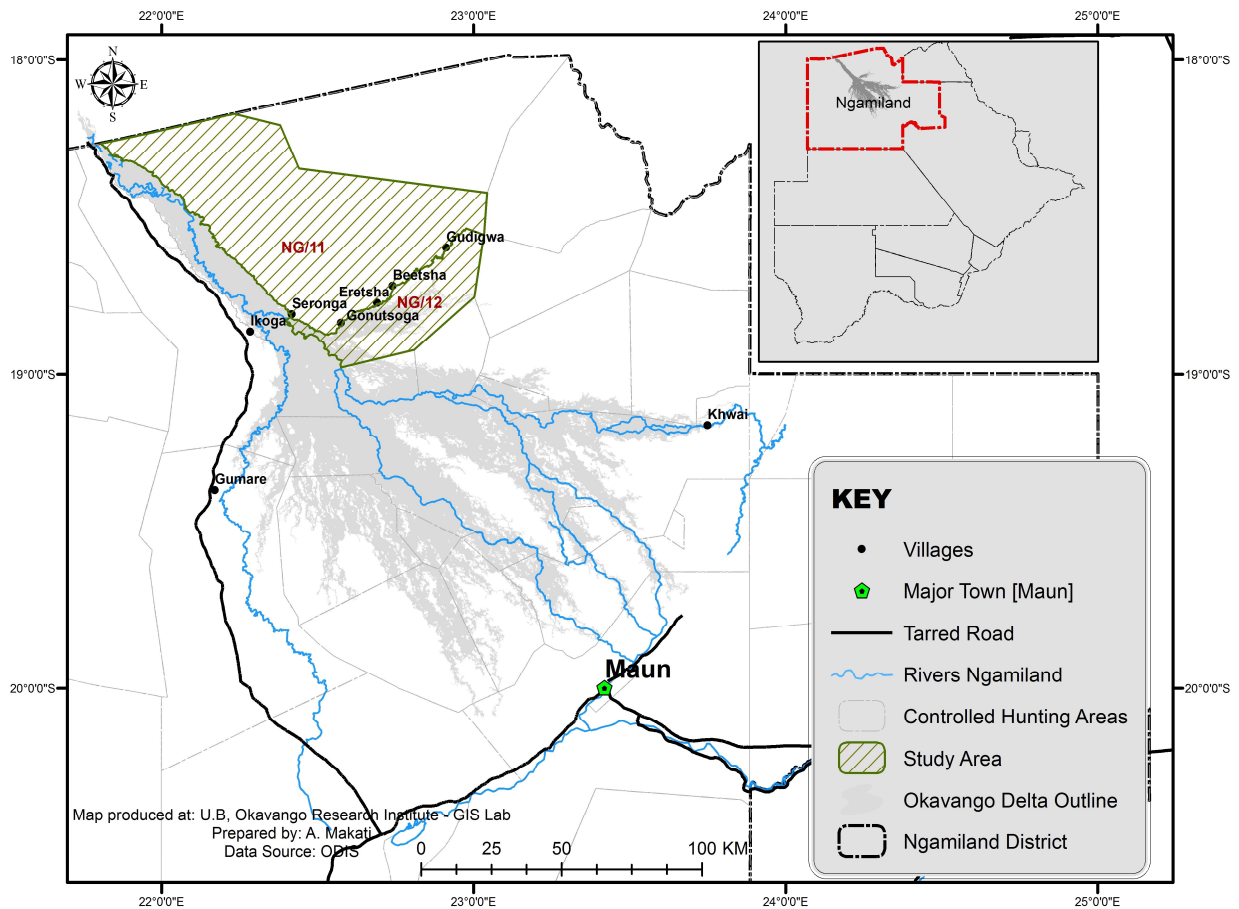 22°0'0"E
23°0'0"E
24°0'0"E
25°0'0"E
18°0'0"S
18°0'0"S
N
W
E
S
Ngamiland
NG/11
Gudigwa
Beetsha
Eretsha
NG/12
Seronga
Gonutsoga
Ikoga
19°0'0"S
19°0'0"S
Khwai
Gumare
KEY
Villages
Major Town [Maun]
Tarred Road
Rivers Ngamiland
Controlled Hunting Areas
Study Area
Okavango Delta Outline
Ngamiland District
Maun
20°0'0"S
20°0'0"S
Map produced at: U.B, Okavango Research Institute - GIS Lab
Prepared by: A. Makati
Data Source: ODIS
0
25
50
100 KM
22°0'0"E
23°0'0"E
24°0'0"E
25°0'0"E